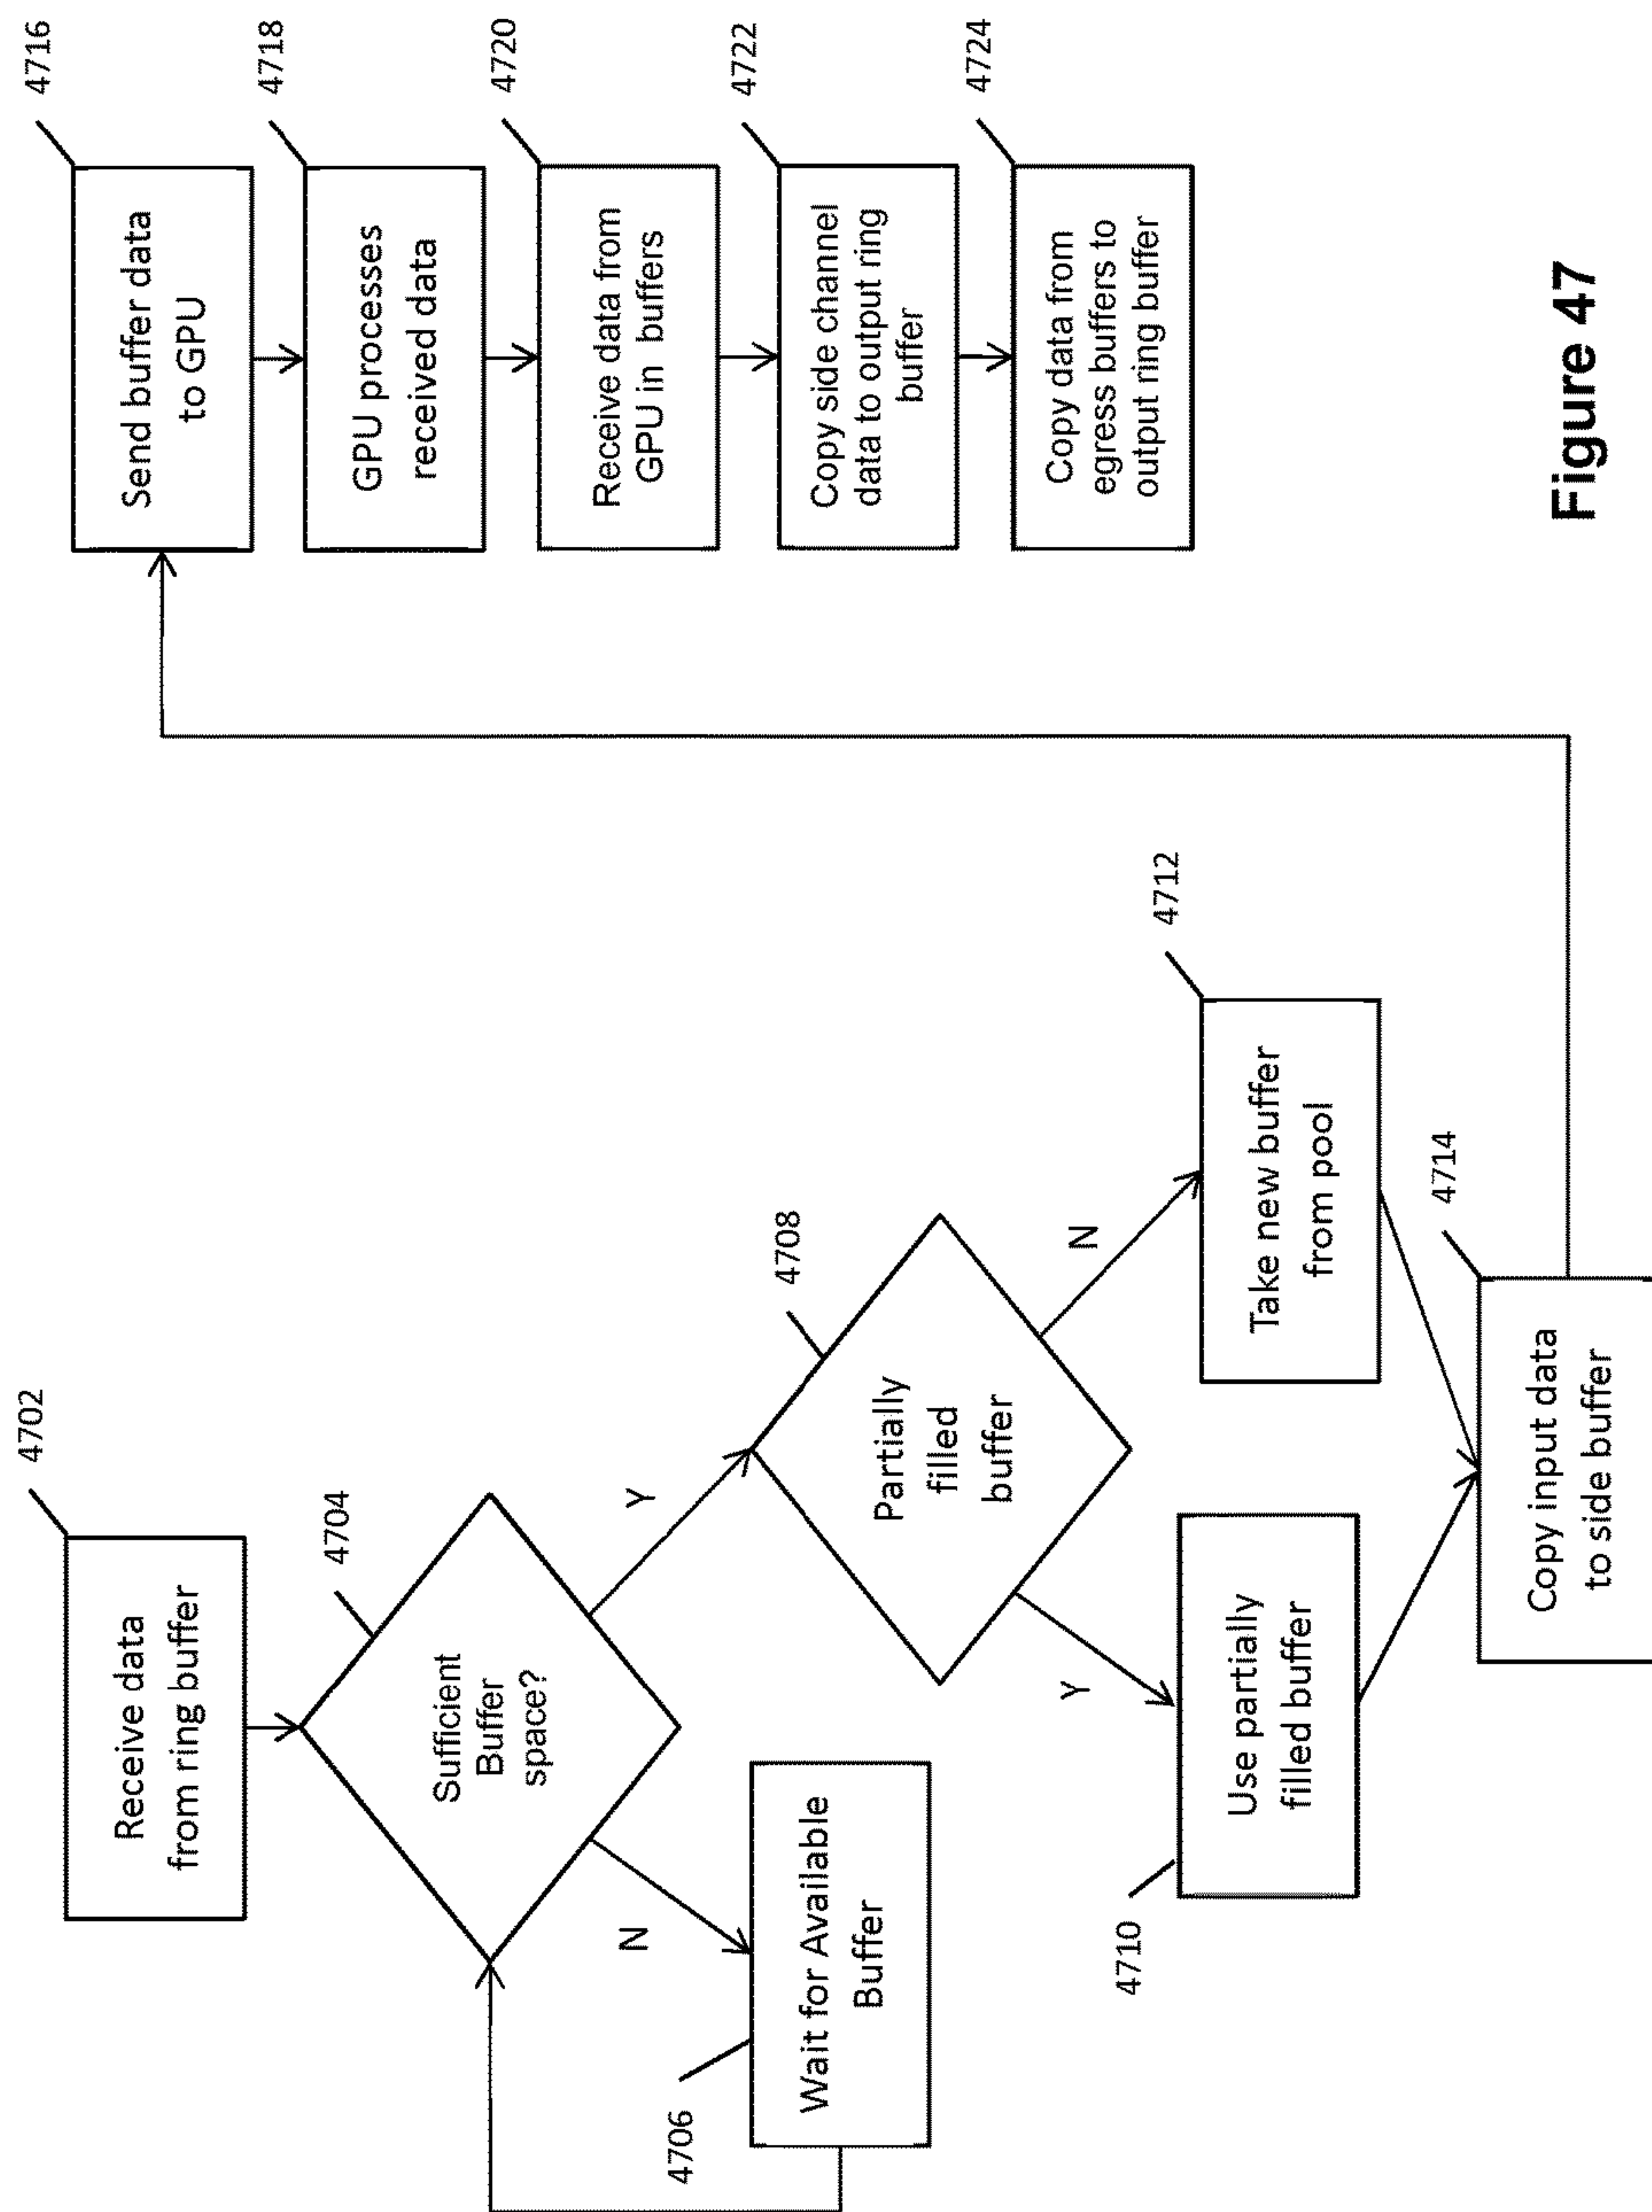 4702
Receive data
from ring buffer
4704
Sufficient
Buffer
space?
N
Y
4706
Wait for Available
Buffer
4708
Partially
filled
buffer
Y
N
4710
Use partially
filled buffer
4712
Take new buffer
from pool
4714
Copy input data
to side buffer
4716
Send buffer data
to GPU
4718
GPU processes
received data
4720
Receive data from
GPU in buffers
4722
Copy side channel
data to output ring
buffer
4724
Copy data from
egress buffers to
output ring buffer
Figure 47